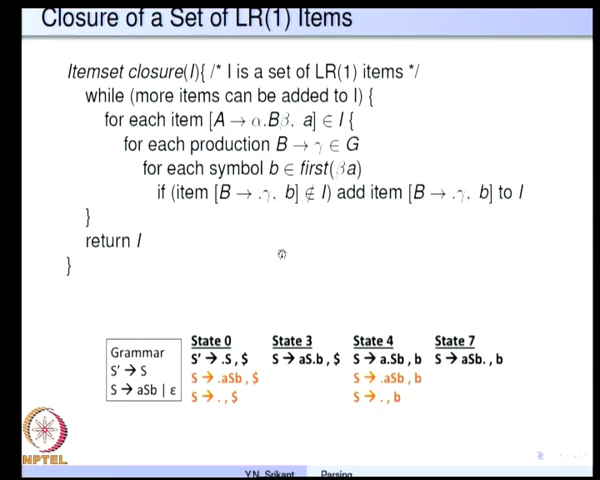 Closure of a Set of LR(1) Items
Itemset closure(I){ /* I is a set of LR(1) items */
while (more items can be added to I) {
for each item [A → α.Bβ, a] ∈ I {
for each production B → γ ∈ G
for each symbol b ∈ first(βa)
if (item [B → .γ, b] ∉ I) add item [B → .γ, b] to I
}
return I
}
Grammar
S' → S
S → aSb | ε
State 0
S' → .S, $
S → .aSb, $
S → ., $
State 3
S → aS.b, $
State 4
S → a.Sb, b
S → .aSb, b
S → ., b
State 7
S → aSb., b
NPTEL
Y.N. Srikant Parsing